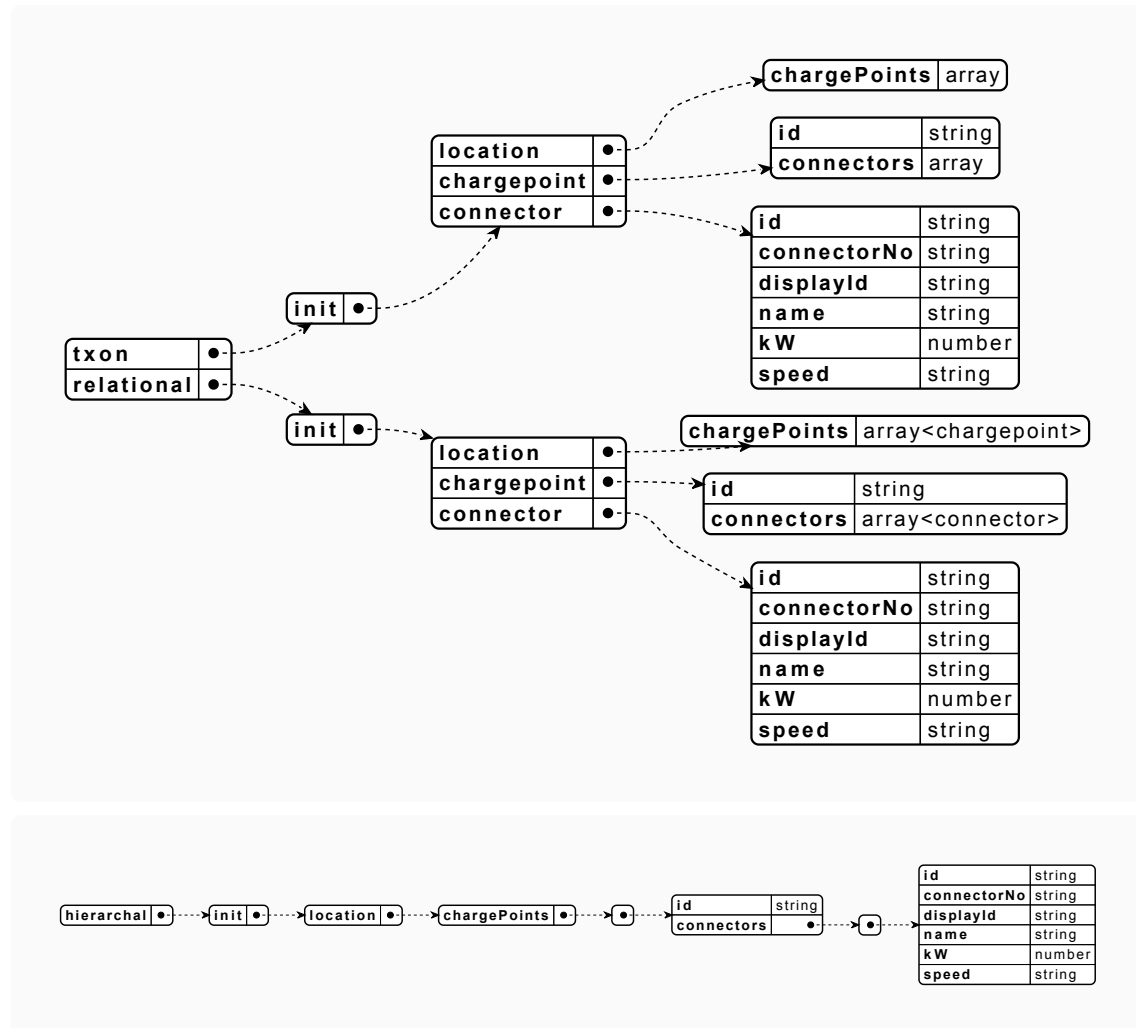 chargePoints array
id string
connectors array
location
chargepoint
connector
id string
connectorNo string
displayId string
name string
kW number
speed string
init
txon
relational
init
location
chargepoint
connector
chargePoints array<chargepoint>
id string
connectors array<connector>
id string
connectorNo string
displayId string
name string
kW number
speed string
hierarchal
init
location
chargePoints
id string
connectors
id string
connectorNo string
displayId string
name string
kW number
speed string